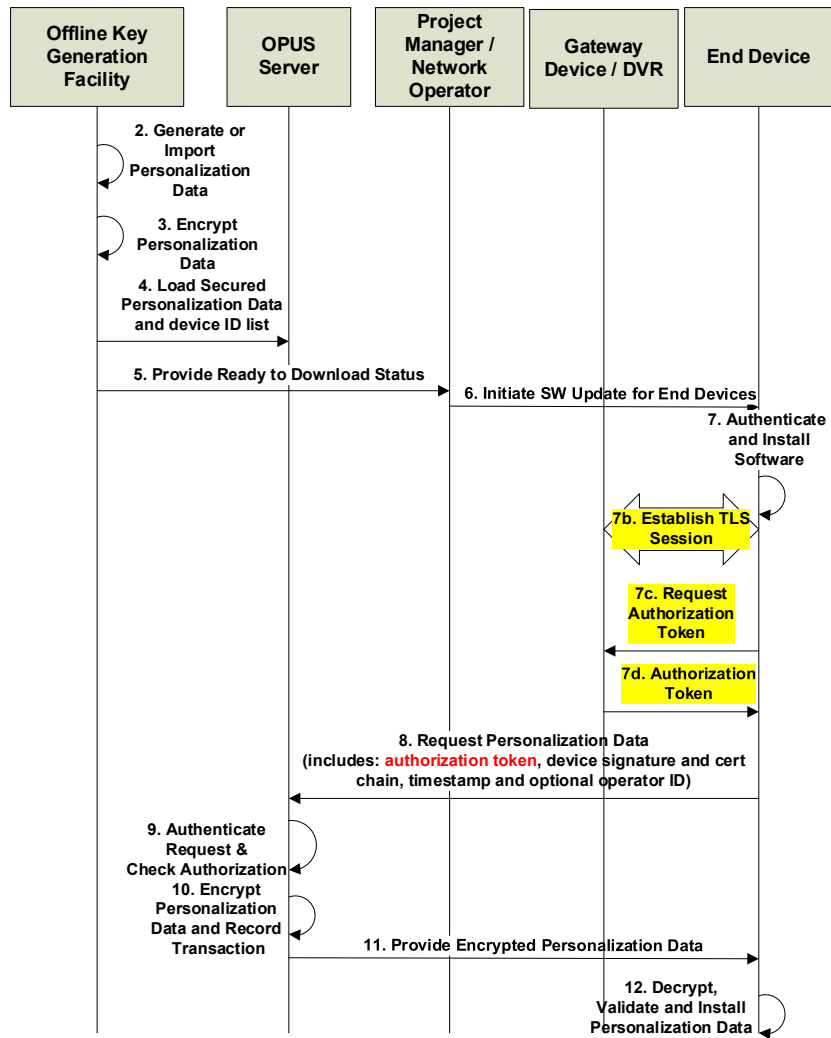 Offline Key
Generation
Facility
OPUS
Server
Project
Manager /
Network
Operator
Gateway
Device / DVR
End Device
2. Generate or
Import
Personalization
Data
3. Encrypt
Personalization
Data
4. Load Secured
Personalization Data
and device ID list
5. Provide Ready to Download Status
6. Initiate SW Update for End Devices
7. Authenticate
and Install
Software
7b. Establish TLS
Session
7c. Request
Authorization
Token
7d. Authorization
Token
8. Request Personalization Data
(includes: authorization token, device signature and cert
chain, timestamp and optional operator ID)
9. Authenticate
Request &
Check Authorization
10. Encrypt
Personalization
Data and Record
Transaction
11. Provide Encrypted Personalization Data
12. Decrypt,
Validate and Install
Personalization Data